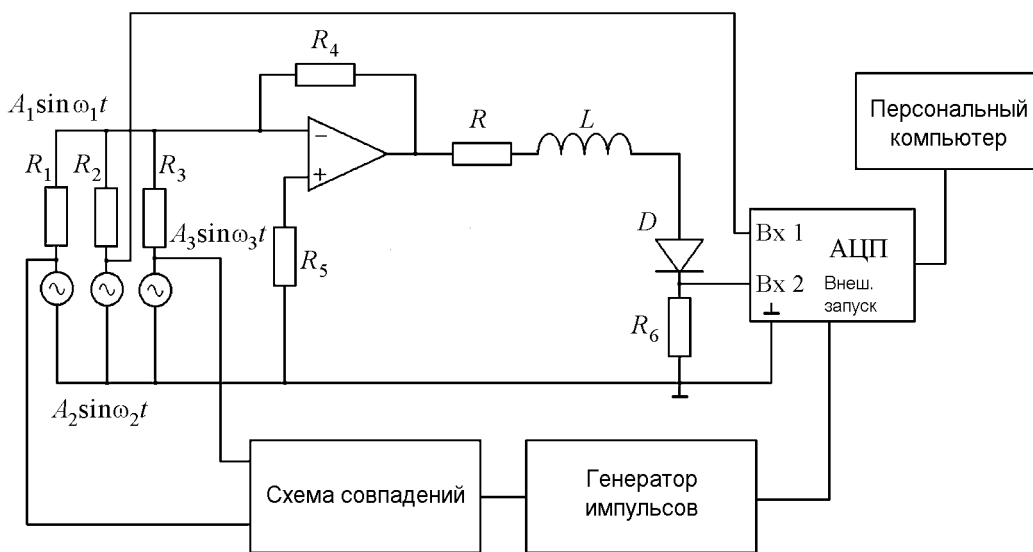 R₄
A₁sinω₁t
R
L
Персональный
компьютер
R₁
R₂
R₃
−
+
A₃sinω₃t
R₅
D
Вх 1
АЦП
Вх 2
Внеш.
запуск
R₆
A₂sinω₂t
Схема совпадений
Генератор
импульсов